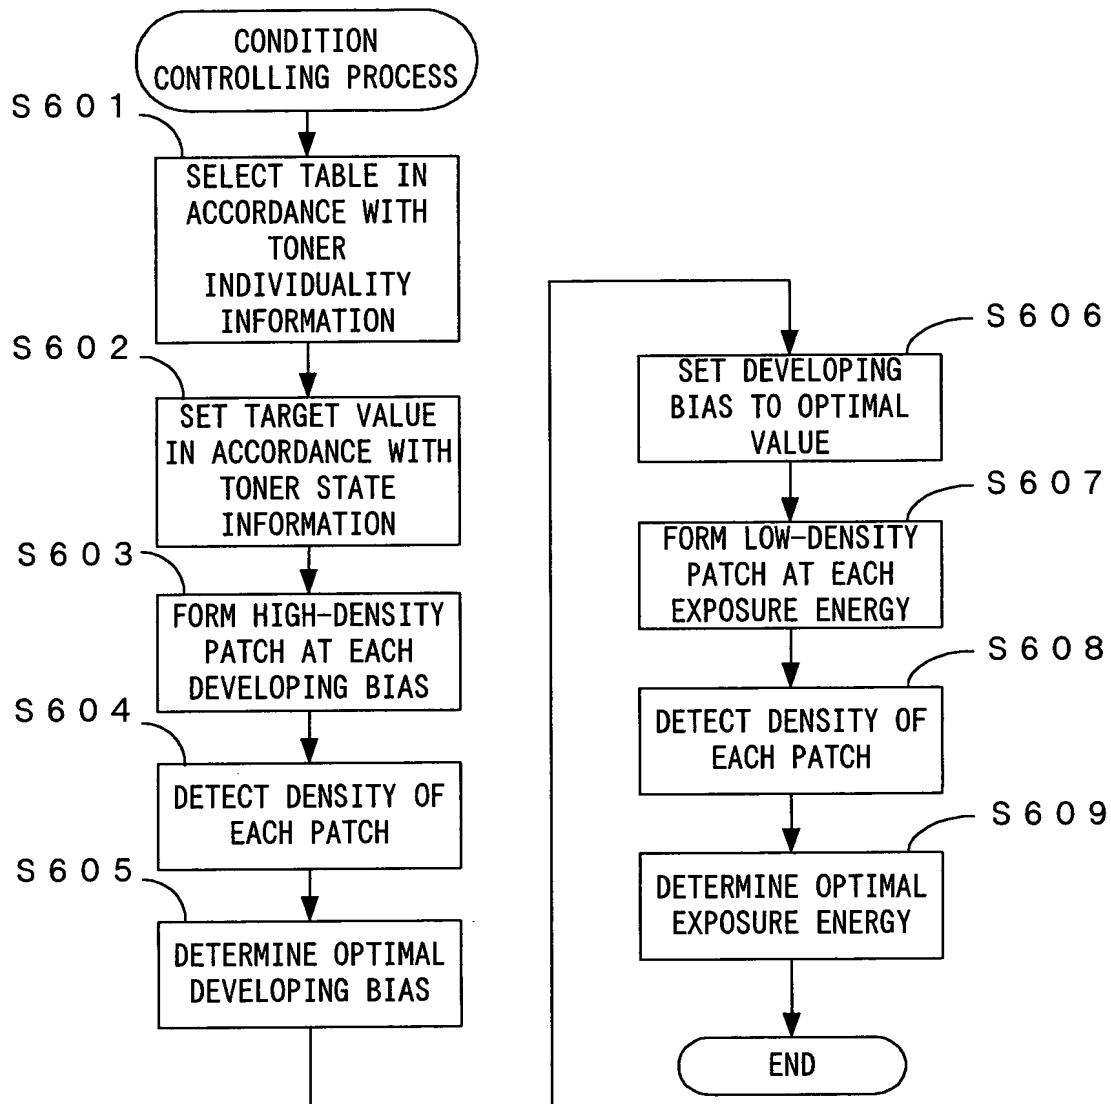 CONDITION
CONTROLLING PROCESS
S601
SELECT TABLE IN
ACCORDANCE WITH
TONER
INDIVIDUALITY
INFORMATION
S602
SET TARGET VALUE
IN ACCORDANCE WITH
TONER STATE
INFORMATION
S603
FORM HIGH-DENSITY
PATCH AT EACH
DEVELOPING BIAS
S604
DETECT DENSITY OF
EACH PATCH
S605
DETERMINE OPTIMAL
DEVELOPING BIAS
S606
SET DEVELOPING
BIAS TO OPTIMAL
VALUE
S607
FORM LOW-DENSITY
PATCH AT EACH
EXPOSURE ENERGY
S608
DETECT DENSITY OF
EACH PATCH
S609
DETERMINE OPTIMAL
EXPOSURE ENERGY
END